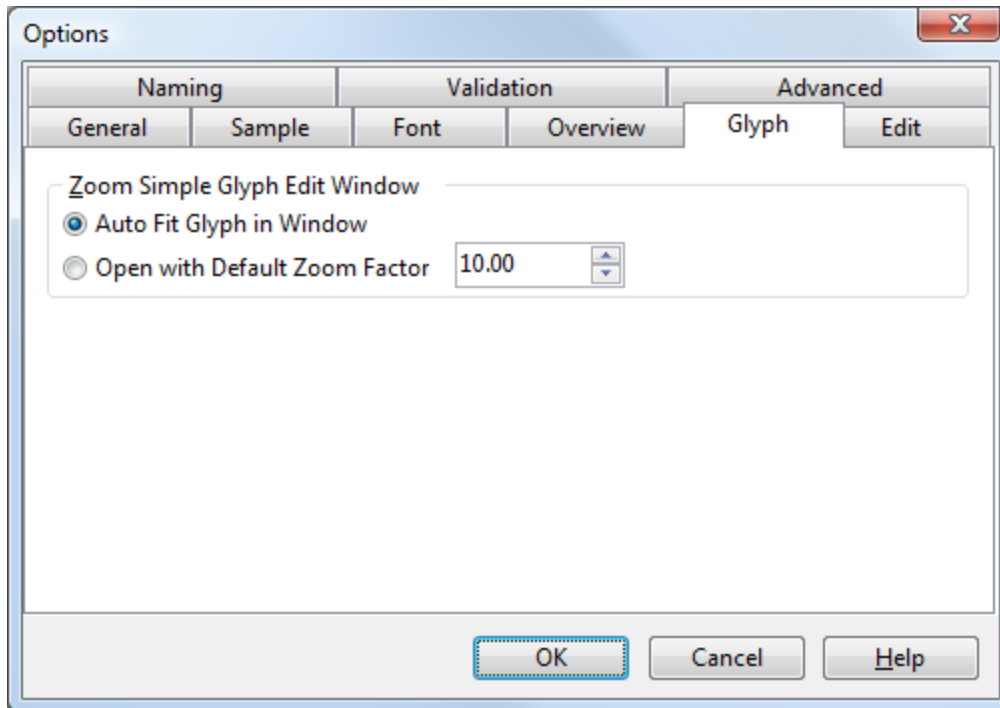 Options
Naming Validation Advanced
General Sample Font Overview Glyph Edit
Zoom Simple Glyph Edit Window
Auto Fit Glyph in Window
Open with Default Zoom Factor 10.00
OK Cancel Help